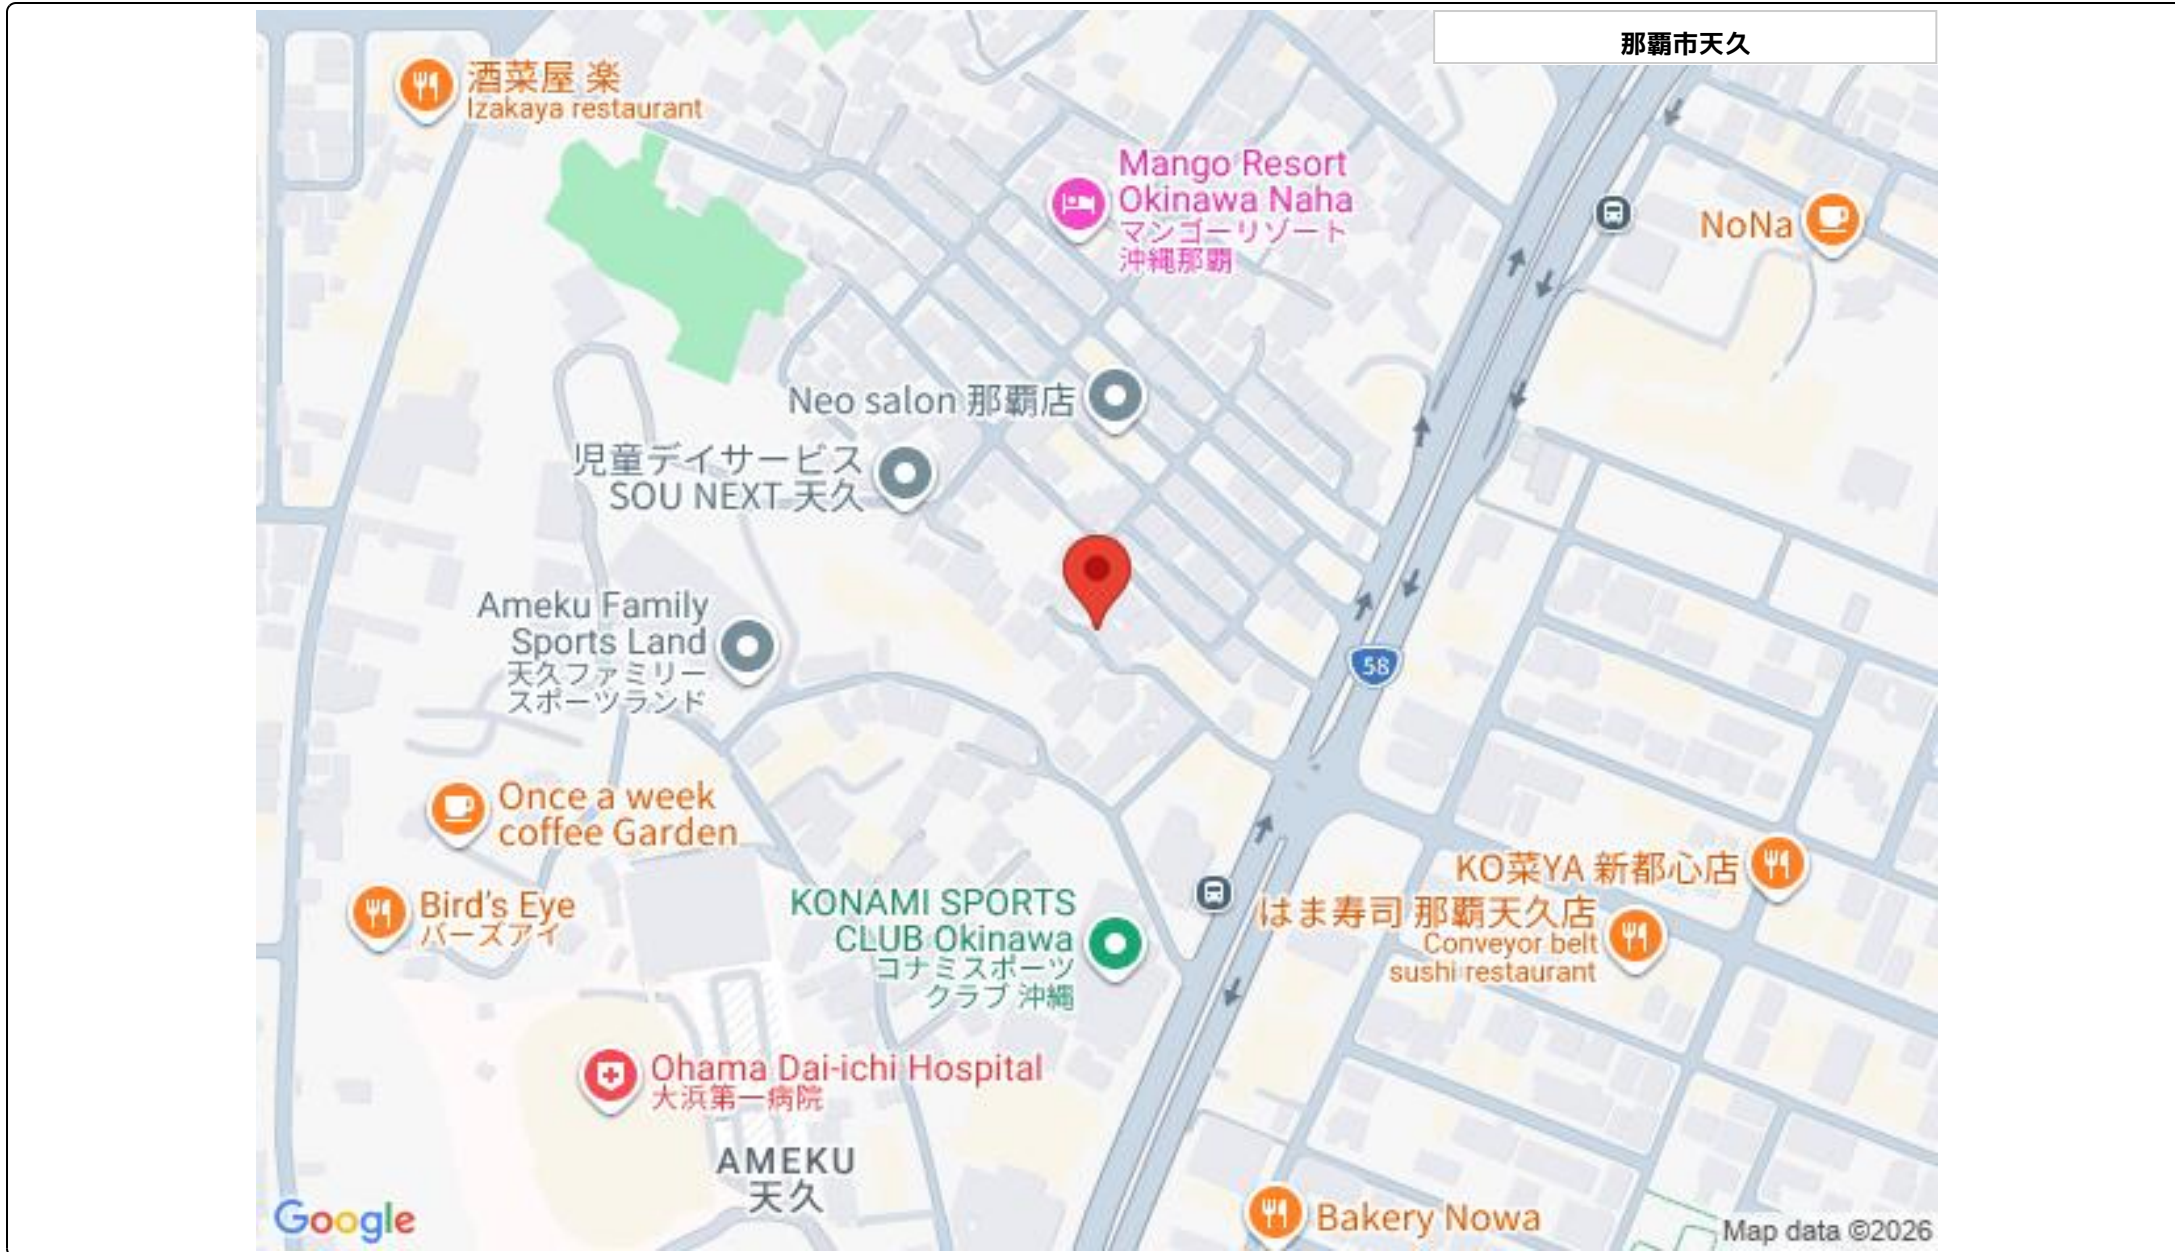 那覇市天久
酒菜屋 楽
Izakaya restaurant
Mango Resort
Okinawa Naha
マンゴーリゾート
沖縄那覇
NoNa
Neo salon 那覇店
児童デイサービス
SOU NEXT 天久
Ameku Family
Sports Land
天久ファミリー
スポーツランド
58
Once a week
coffee Garden
KO菜YA 新都心店
Bird's Eye
バーズアイ
KONAMI SPORTS
CLUB Okinawa
コナミスポーツ
クラブ 沖縄
はま寿司 那覇天久店
Conveyor belt
sushi restaurant
Ohama Dai-ichi Hospital
大浜第一病院
AMEKU
天久
Bakery Nowa
Google
Map data ©2026